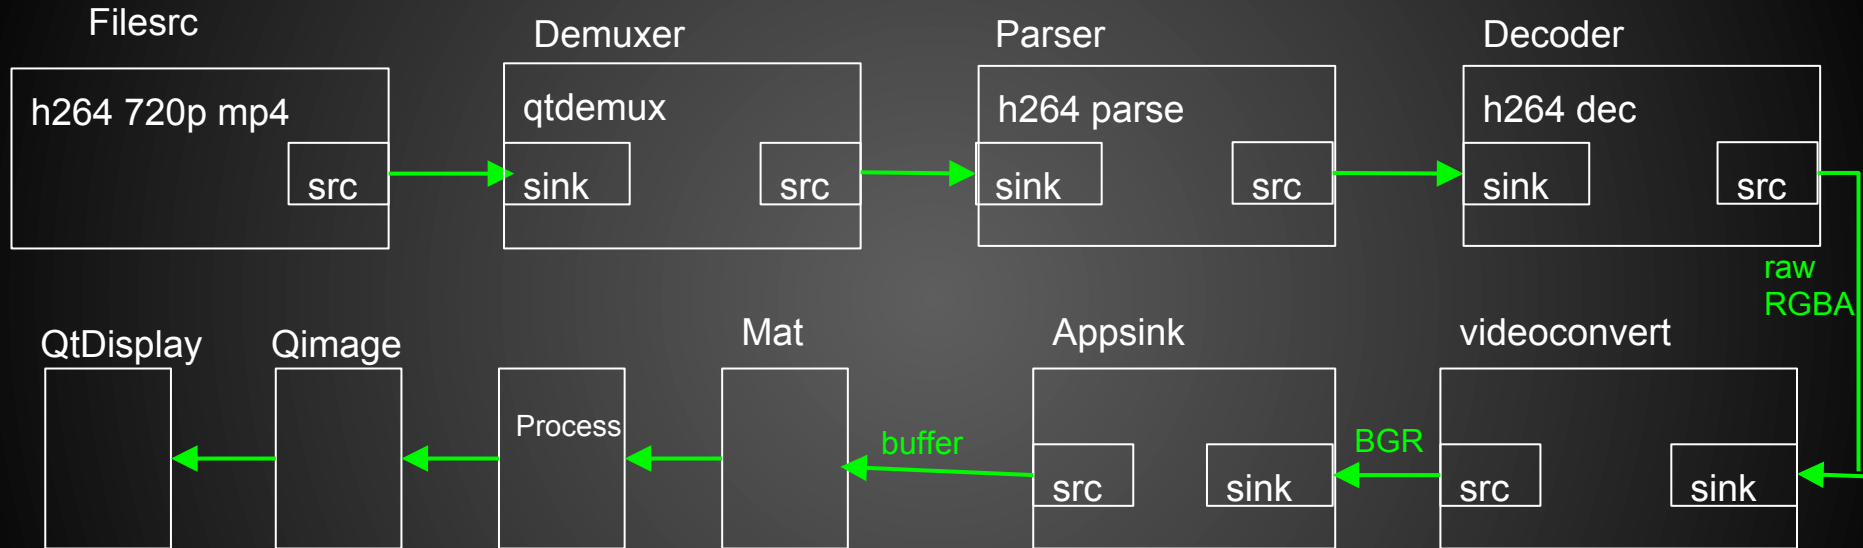 Filesrc
Demuxer
Parser
Decoder
h264 720p mp4
qtdemux
h264 parse
h264 dec
src
sink
src
sink
src
sink
src
raw
RGBA
QtDisplay
Qimage
Mat
Appsink
videoconvert
Process
buffer
BGR
src
sink
src
sink